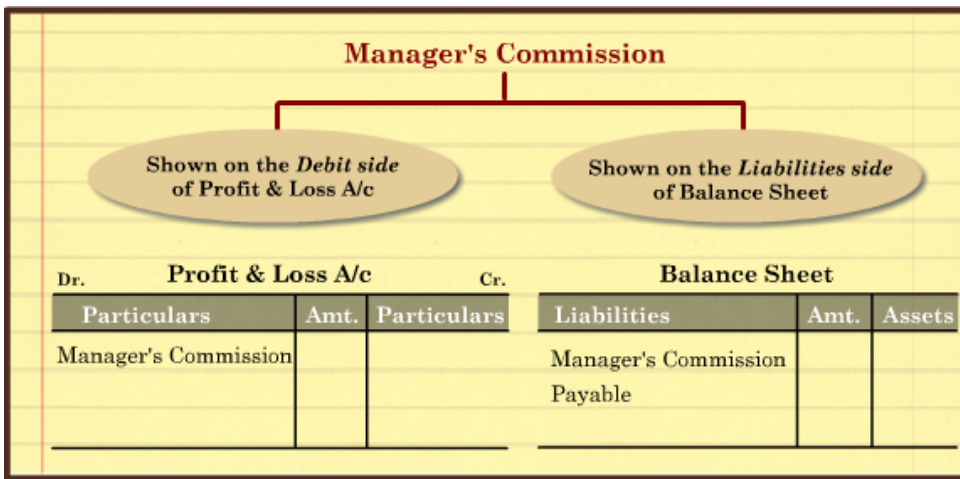 Manager's Commission
Shown on the Debit side
of Profit & Loss A/c
Shown on the Liabilities side
of Balance Sheet
Dr. Profit & Loss A/c Cr.
Particulars Amt. Particulars
Manager's Commission
Balance Sheet
Liabilities Amt. Assets
Manager's Commission
Payable